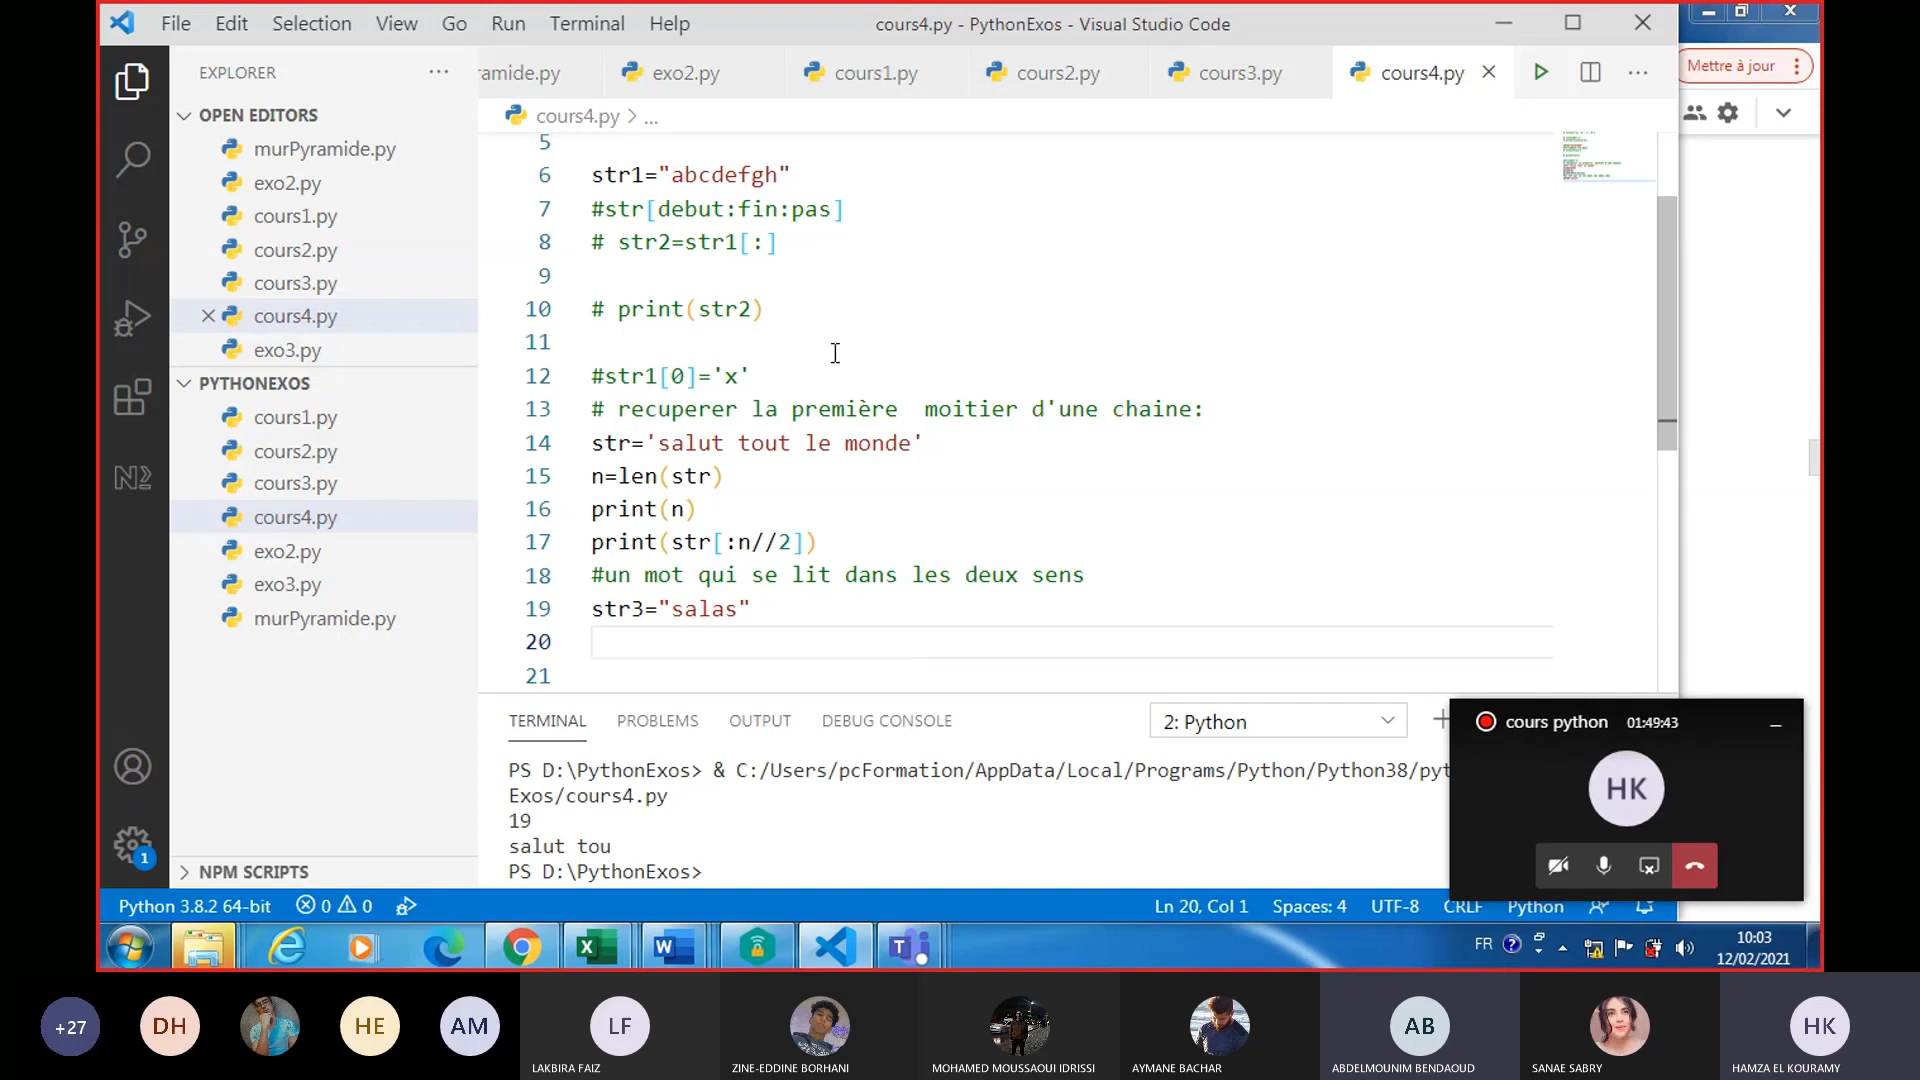 File Edit Selection View Go Run Terminal Help
cours4.py - PythonExos - Visual Studio Code
Mettre à jour
EXPLORER
OPEN EDITORS
murPyramide.py
exo2.py
cours1.py
cours2.py
cours3.py
cours4.py
exo3.py
PYTHONEXOS
cours1.py
cours2.py
cours3.py
cours4.py
exo2.py
exo3.py
murPyramide.py
NPM SCRIPTS
ramide.py exo2.py cours1.py cours2.py cours3.py cours4.py
cours4.py > ...
5
6 str1="abcdefgh"
7 #str[debut:fin:pas]
8 # str2=str1[:]
9
10 # print(str2)
11
12 #str1[0]='x'
13 # recuperer la première  moitier d'une chaine:
14 str='salut tout le monde'
15 n=len(str)
16 print(n)
17 print(str[:n//2])
18 #un mot qui se lit dans les deux sens
19 str3="salas"
20
21
TERMINAL PROBLEMS OUTPUT DEBUG CONSOLE
2: Python
PS D:\PythonExos> & C:/Users/pcFormation/AppData/Local/Programs/Python/Python38/pyt
Exos/cours4.py
19
salut tou
PS D:\PythonExos>
cours python 01:49:43
HK
1
Python 3.8.2 64-bit 0 0
Ln 20, Col 1 Spaces: 4 UTF-8 CRLF Python
FR
10:03
12/02/2021
+27 DH HE AM LF AB HK
LAKBIRA FAIZ
ZINE-EDDINE BORHANI
MOHAMED MOUSSAOUI IDRISSI
AYMANE BACHAR
ABDELMOUNIM BENDAOUD
SANAE SABRY
HAMZA EL KOURAMY